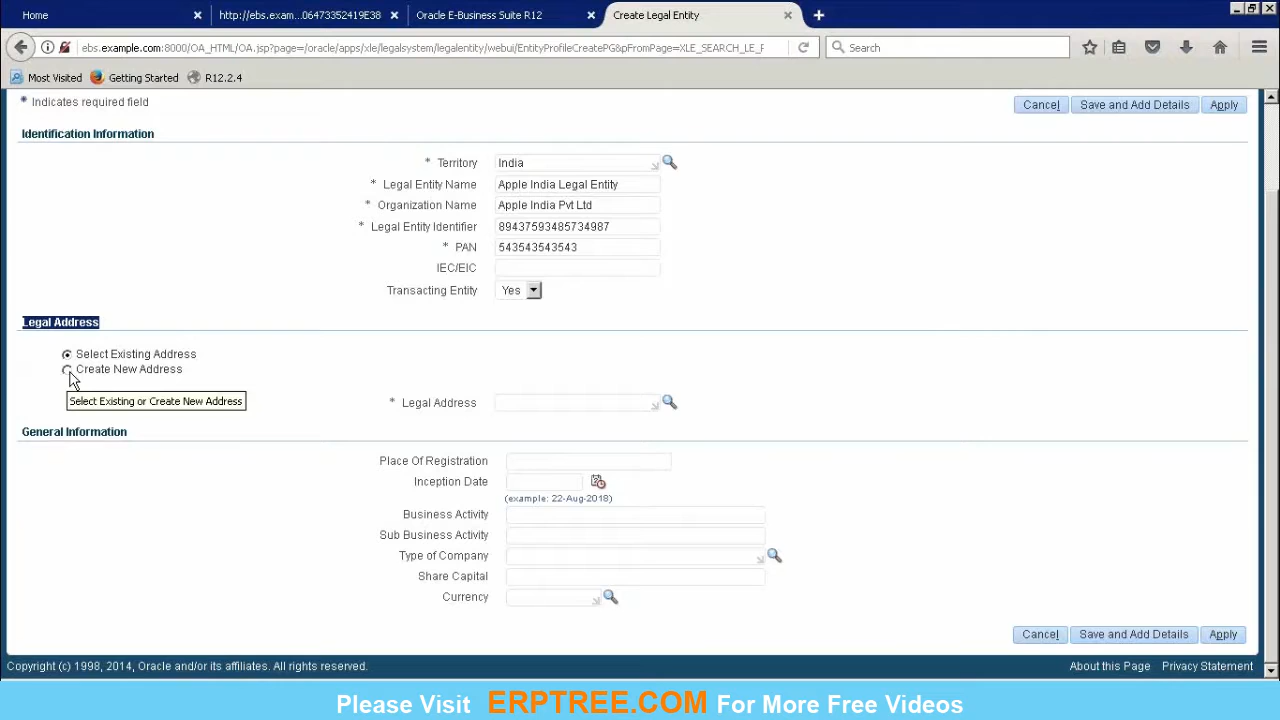 Home http://ebs.exam...06473352419E38 Oracle E-Business Suite R12 Create Legal Entity
ebs.example.com:8000/OA_HTML/OA.jsp?page=/oracle/apps/xle/legalsystem/legalentity/webui/EntityProfileCreatePG&pFromPage=XLE_SEARCH_LE_F Search
Most Visited Getting Started R12.2.4
* Indicates required field Cancel Save and Add Details Apply
Identification Information
* Territory India
* Legal Entity Name Apple India Legal Entity
* Organization Name Apple India Pvt Ltd
* Legal Entity Identifier 89437593485734987
* PAN 543543543543
IEC/EIC
Transacting Entity Yes
Legal Address
Select Existing Address
Create New Address
Select Existing or Create New Address
* Legal Address
General Information
Place Of Registration
Inception Date
(example: 22-Aug-2018)
Business Activity
Sub Business Activity
Type of Company
Share Capital
Currency
Cancel Save and Add Details Apply
Copyright (c) 1998, 2014, Oracle and/or its affiliates. All rights reserved. About this Page Privacy Statement
Please Visit ERPTREE.COM For More Free Videos